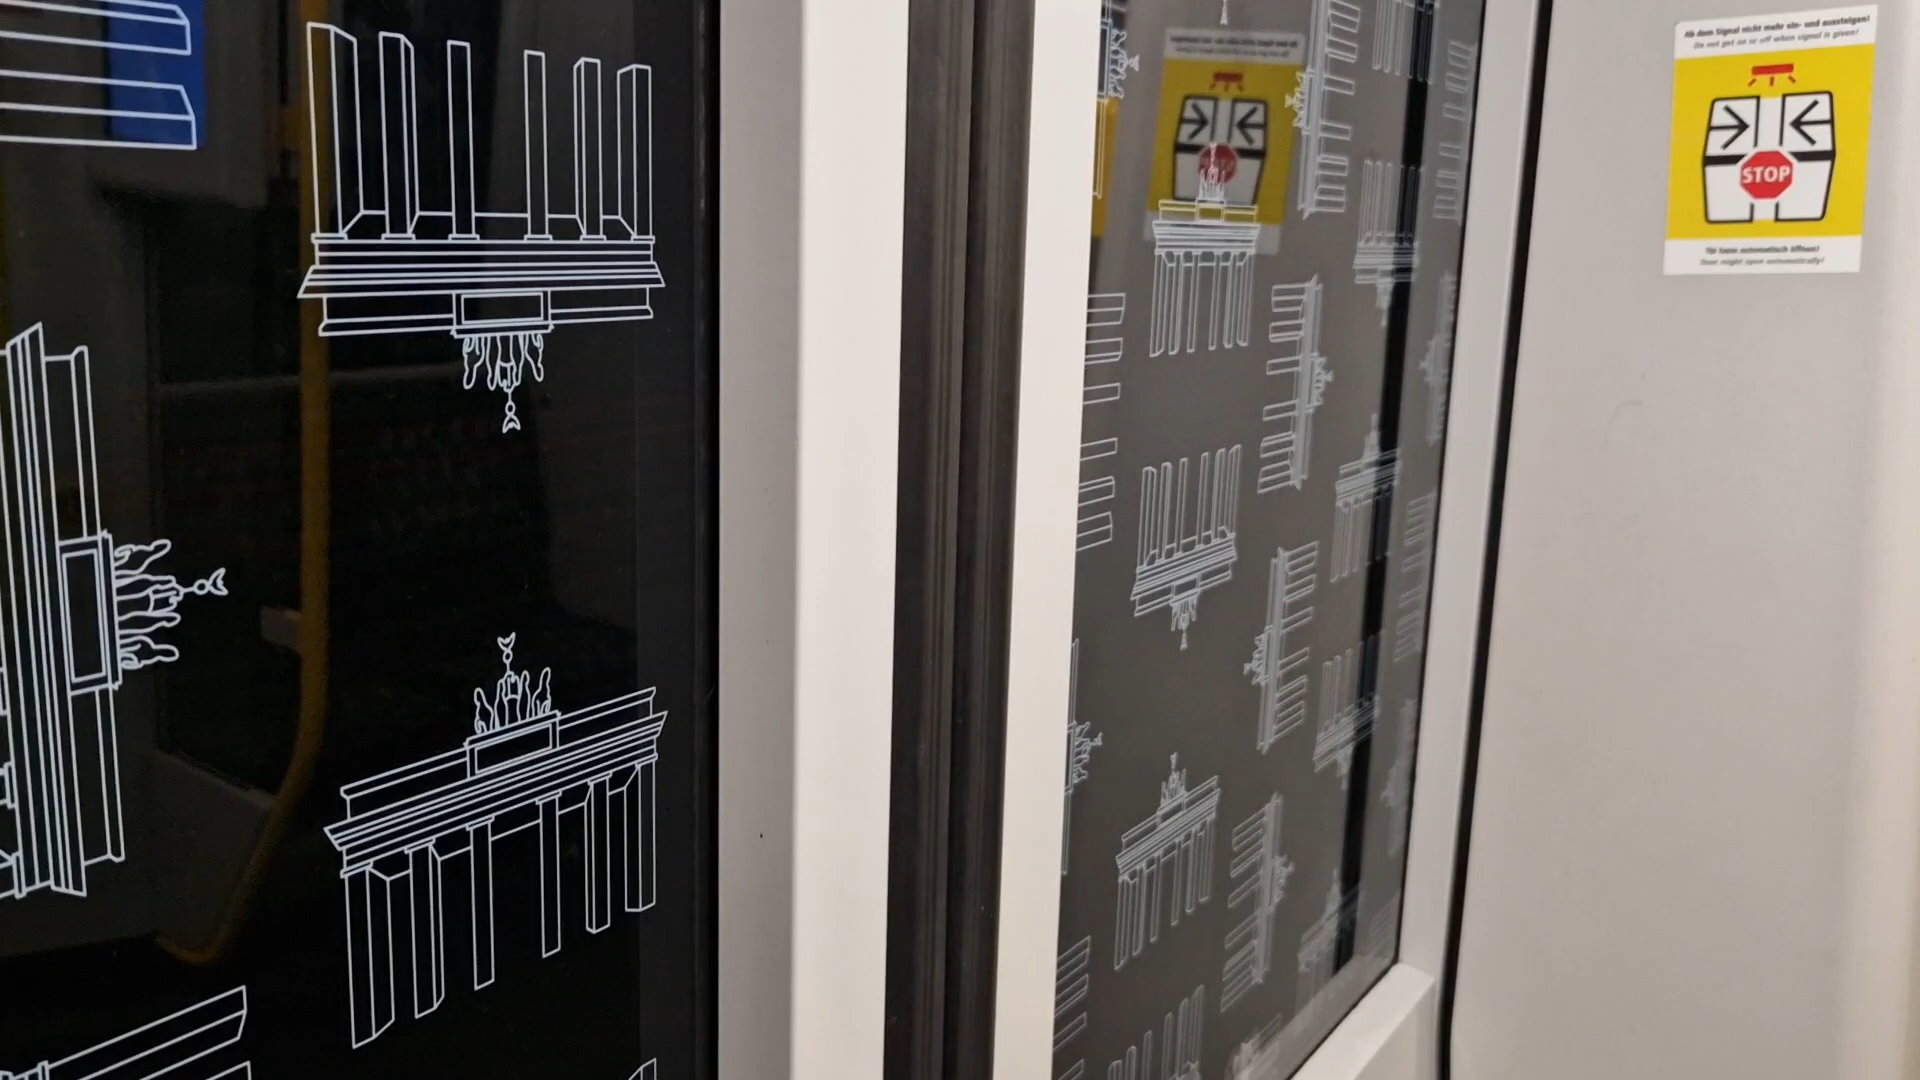 Ab dem Signal nicht mehr ein- und aussteigen!
Do not get on or off when signal is given!
STOP
Tür kann automatisch öffnen!
Door might open automatically!